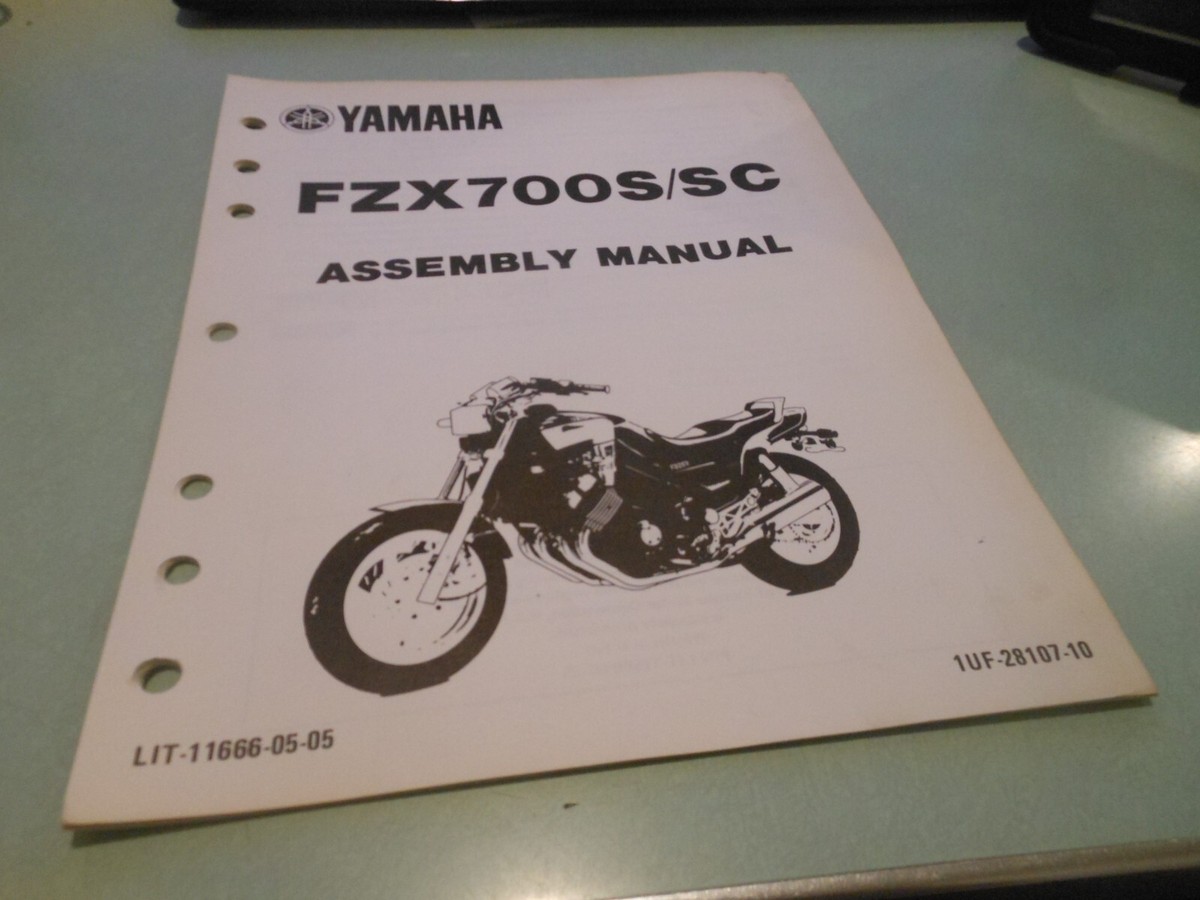 YAMAHA
FZX700S/SC
ASSEMBLY MANUAL
1UF-28107-10
LIT-11666-05-05